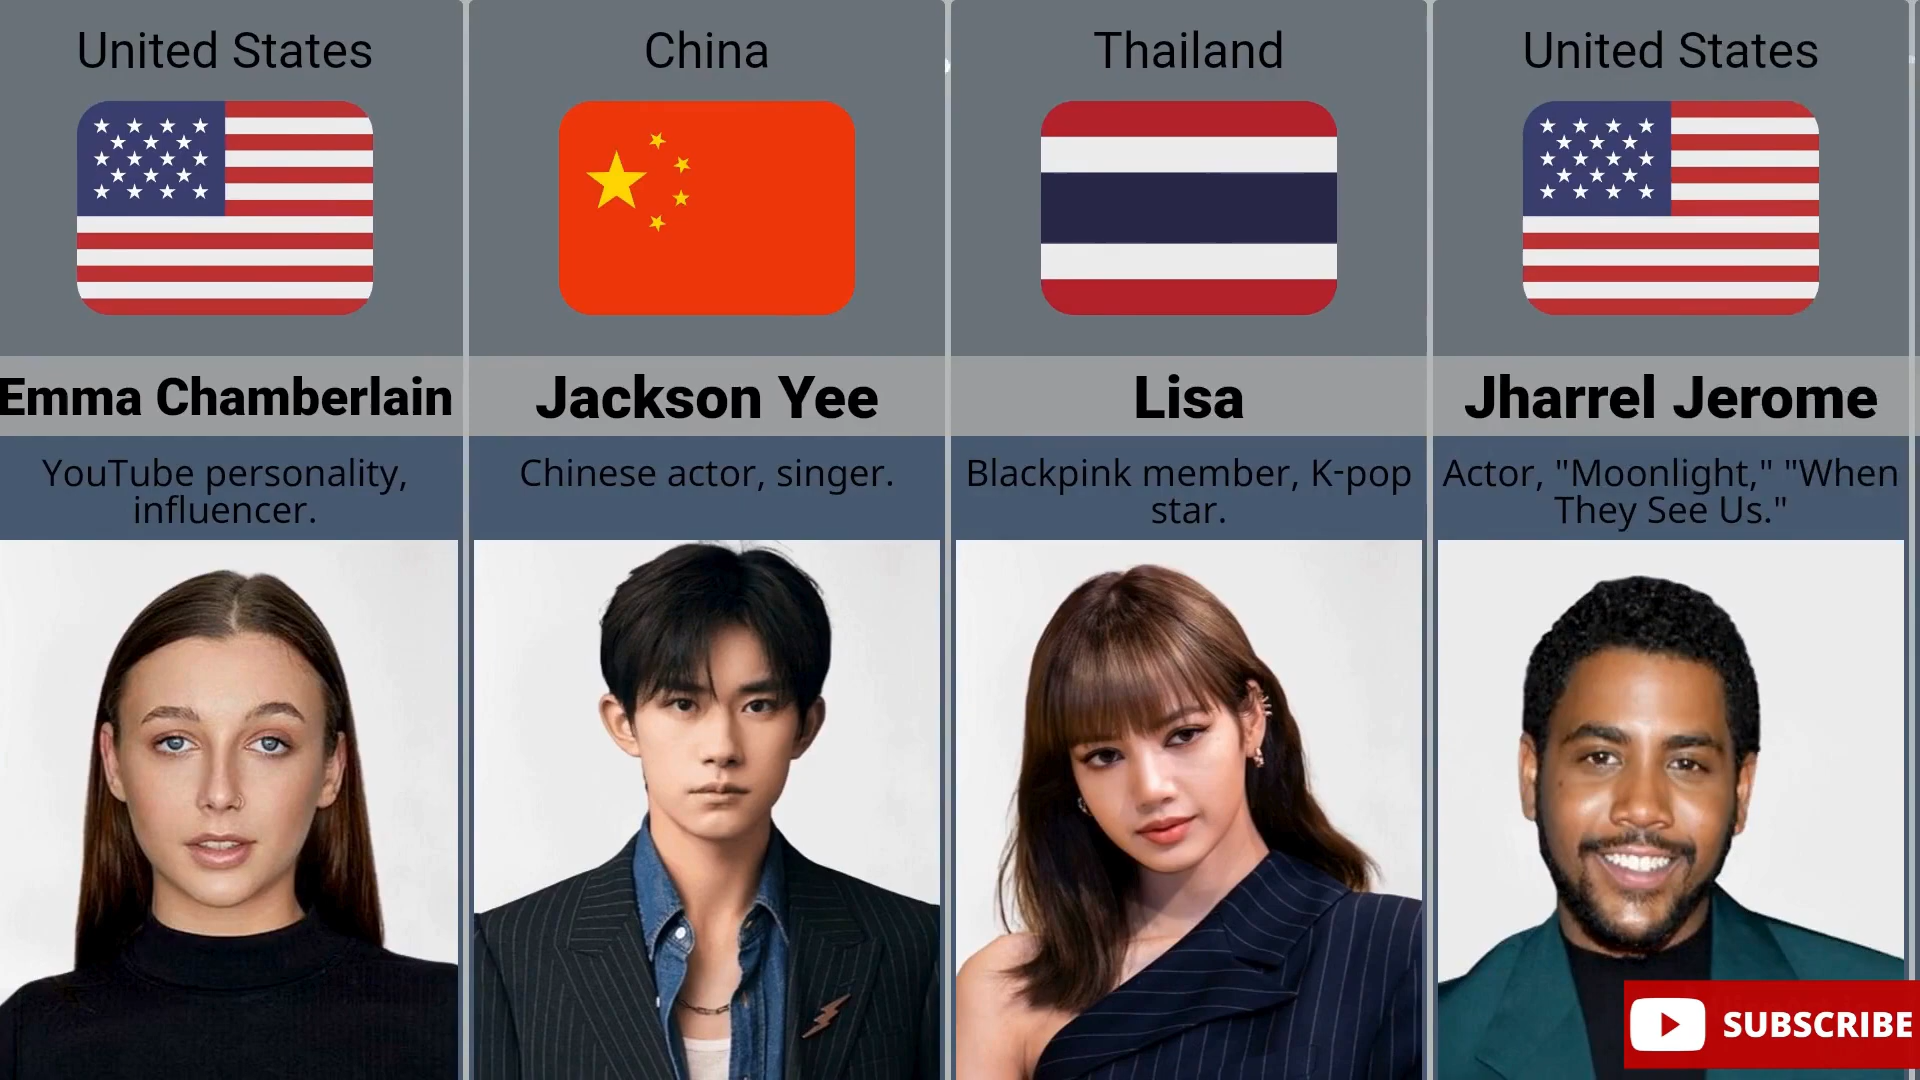 United States
Emma Chamberlain
YouTube personality,
influencer.
China
Jackson Yee
Chinese actor, singer.
Thailand
Lisa
Blackpink member, K-pop
star.
United States
Jharrel Jerome
Actor, "Moonlight," "When
They See Us."
SUBSCRIBE